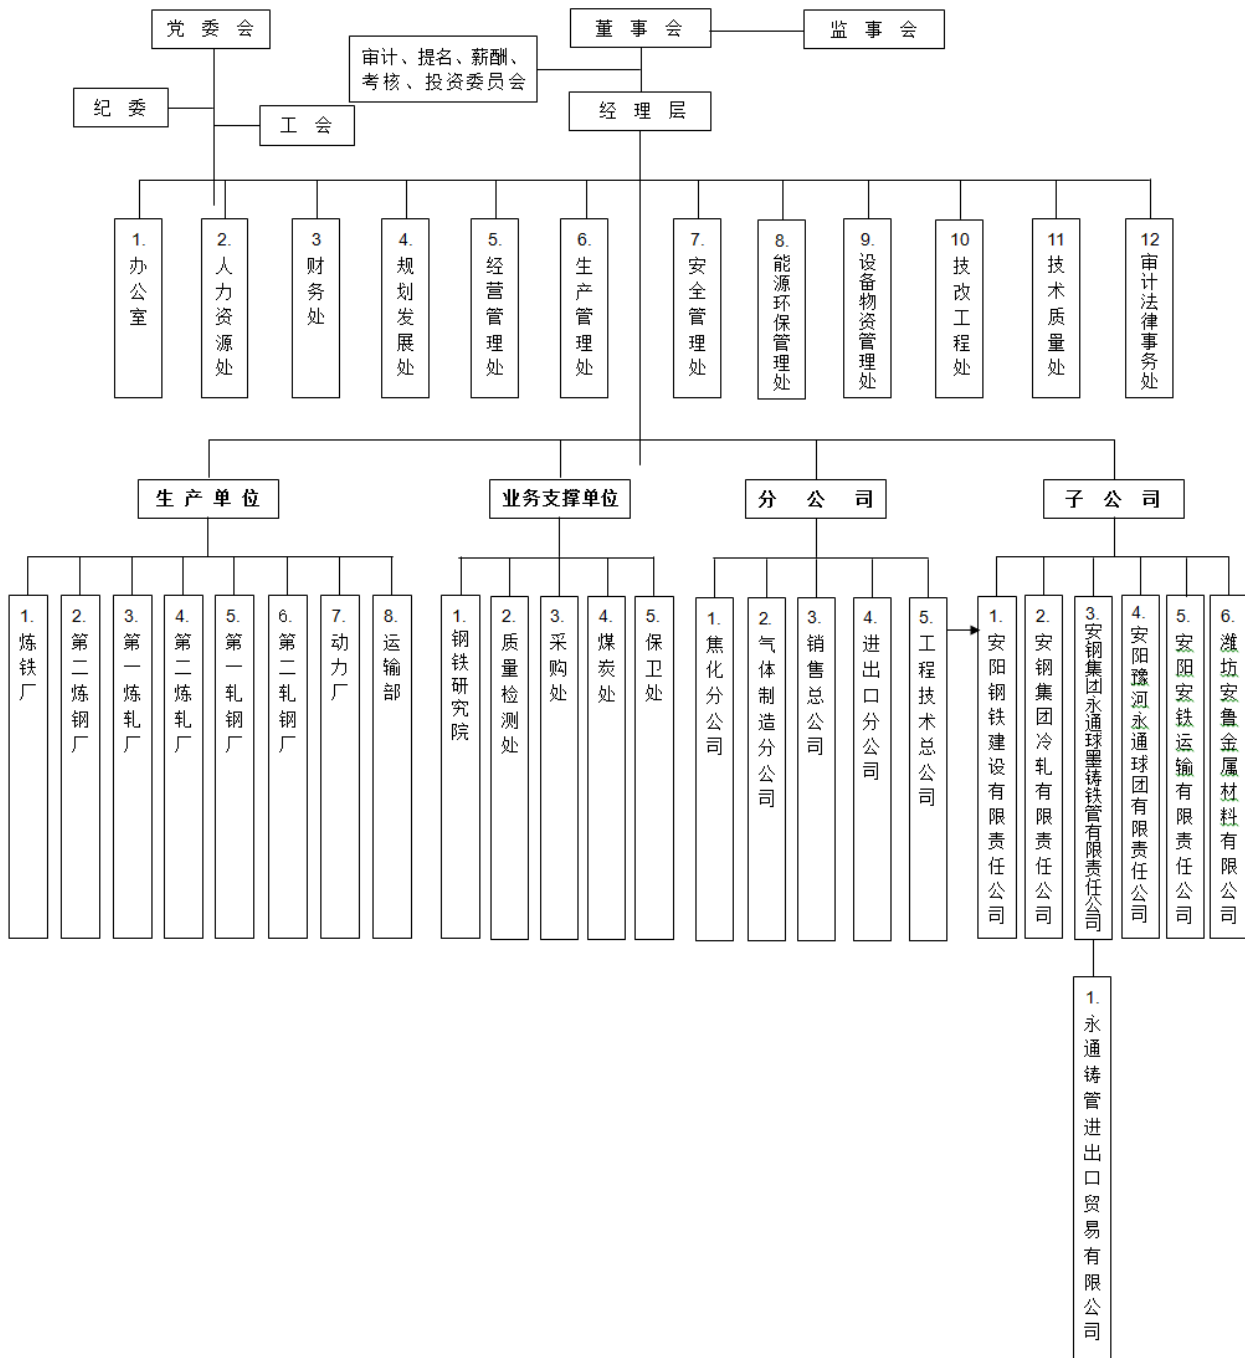 党委会
董事会
监事会
审计、提名、薪酬、
考核、投资委员会
纪委
工会
经理层
1.办公室
2.人力资源处
3财务处
4.规划发展处
5.经营管理处
6.生产管理处
7.安全管理处
8.能源环保管理处
9.设备物资管理处
10技改工程处
11技术质量处
12审计法律事务处
生产单位
业务支撑单位
分公司
子公司
1.炼铁厂
2.第二炼钢厂
3.第一炼轧厂
4.第二炼轧厂
5.第一轧钢厂
6.第二轧钢厂
7.动力厂
8.运输部
1.钢铁研究院
2.质量检测处
3.采购处
4.煤炭处
5.保卫处
1.焦化分公司
2.气体制造分公司
3.销售总公司
4.进出口分公司
5.工程技术总公司
1.安阳钢铁建设有限责任公司
2.安钢集团冷轧有限责任公司
3.安钢集团永通球墨铸铁管有限责任公司
4.安阳豫河永通球团有限责任公司
5.安阳安铁运输有限责任公司
6.潍坊安鲁金属材料有限公司
1.永通铸管进出口贸易有限公司